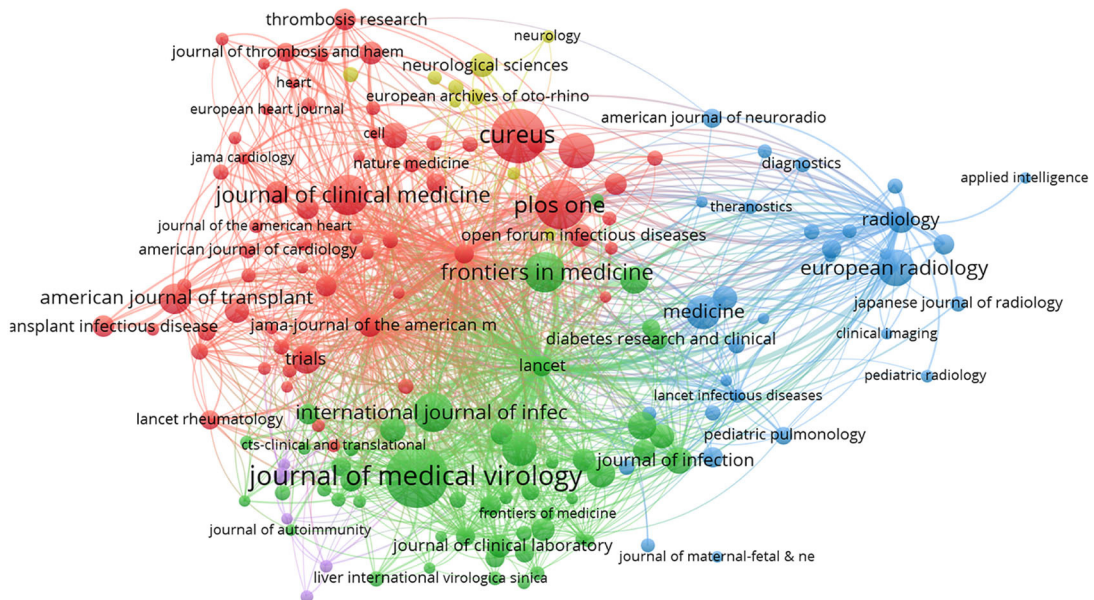 thrombosis research
neurology
journal of thrombosis and haem
neurological sciences
heart
european archives of oto-rhino
european heart journal
american journal of neuroradio
cell
cureus
jama cardiology
nature medicine
diagnostics
applied intelligence
journal of clinical medicine
plos one
theranostics
radiology
journal of the american heart
open forum infectious diseases
american journal of cardiology
frontiers in medicine
european radiology
american journal of transplant
japanese journal of radiology
medicine
ansplant infectious disease
jama-journal of the american m
clinical imaging
diabetes research and clinical
trials
lancet
pediatric radiology
lancet infectious diseases
international journal of infec
lancet rheumatology
pediatric pulmonology
cts-clinical and translational
journal of infection
journal of medical virology
frontiers of medicine
journal of autoimmunity
journal of clinical laboratory
journal of maternal-fetal & ne
liver international
virologica sinica